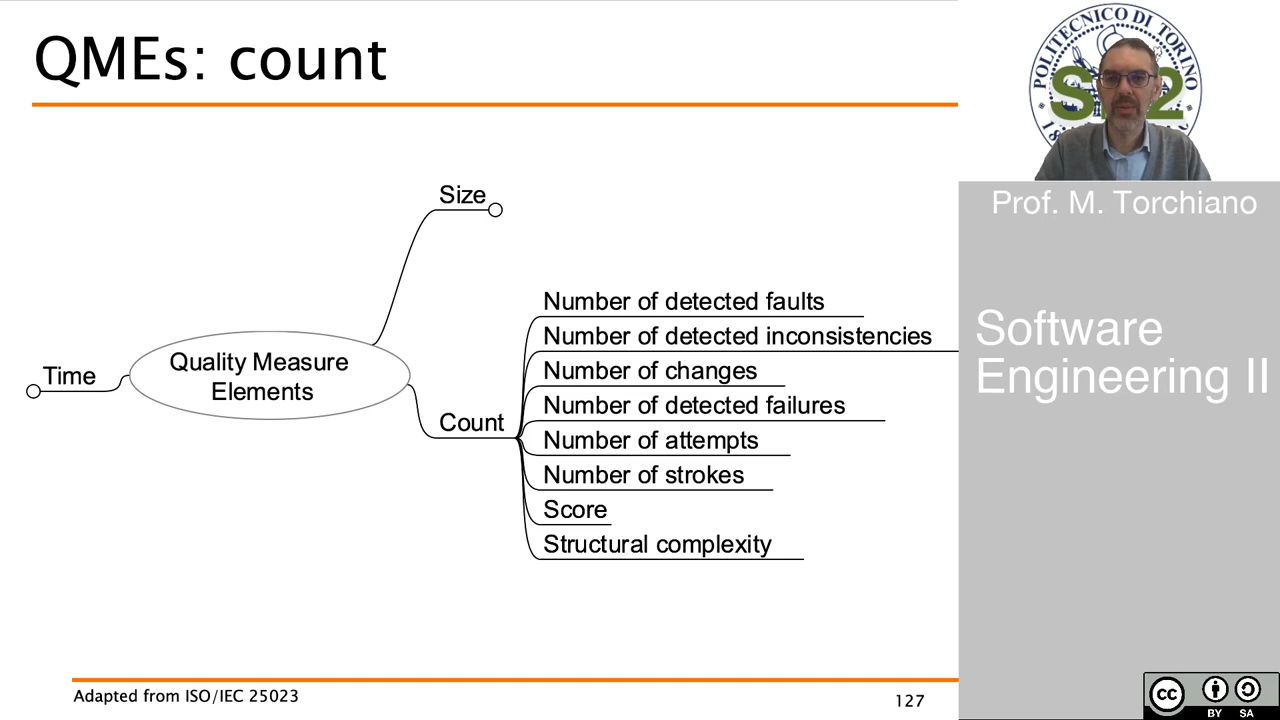 QMEs: count
Size
Number of detected faults
Number of detected inconsistencies
Number of changes
Number of detected failures
Number of attempts
Number of strokes
Score
Structural complexity
Count
Quality Measure
Elements
Time
Adapted from ISO/IEC 25023
127
POLITECNICO DI TORINO
Prof. M. Torchiano
Software
Engineering II
cc
BY SA